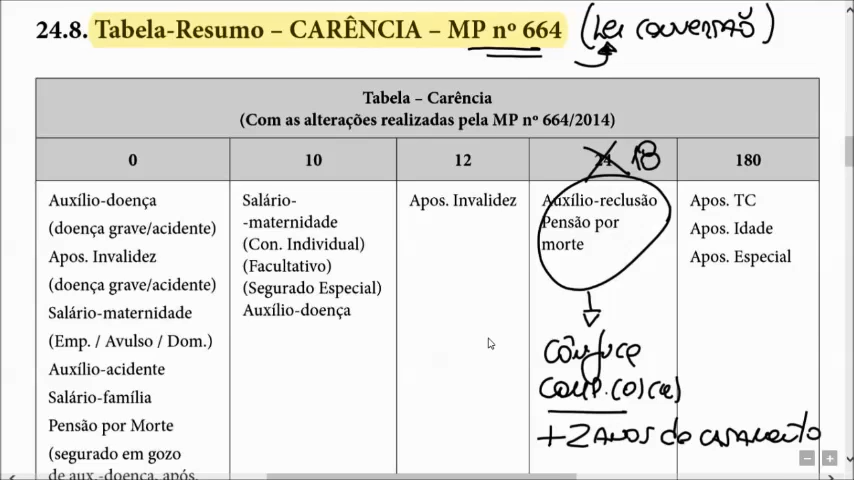 24.8. Tabela-Resumo – CARÊNCIA – MP nº 664 (Lei conversão)
Tabela – Carência
(Com as alterações realizadas pela MP nº 664/2014)
0
10
12
24 18
180
Auxílio-doença
(doença grave/acidente)
Apos. Invalidez
(doença grave/acidente)
Salário-maternidade
(Emp. / Avulso / Dom.)
Auxílio-acidente
Salário-família
Pensão por Morte
(segurado em gozo
de aux.-doença, após.
Salário-
-maternidade
(Con. Individual)
(Facultativo)
(Segurado Especial)
Auxílio-doença
Apos. Invalidez
Auxílio-reclusão
Pensão por
morte
Cônjuge
comp.(o)(a)
+ 2 anos de casamento
Apos. TC
Apos. Idade
Apos. Especial